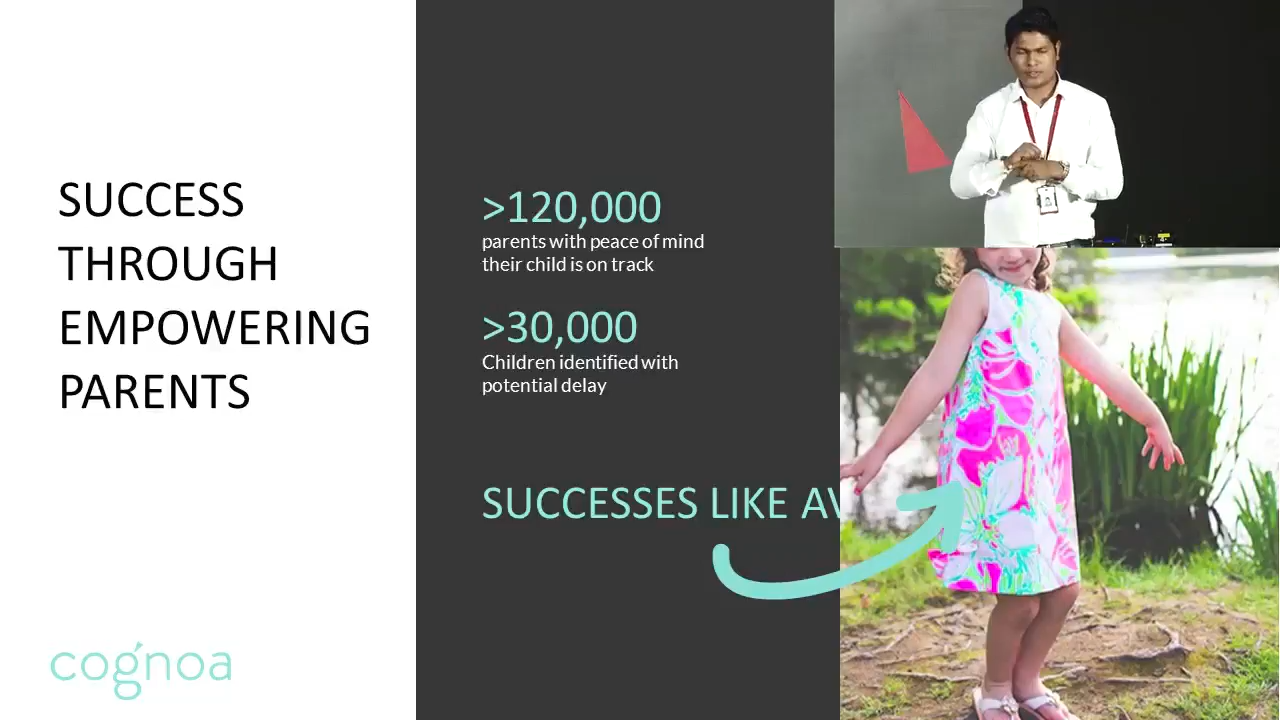 SUCCESS
THROUGH
EMPOWERING
PARENTS
cognoa
>120,000
parents with peace of mind
their child is on track
>30,000
Children identified with
potential delay
SUCCESSES LIKE